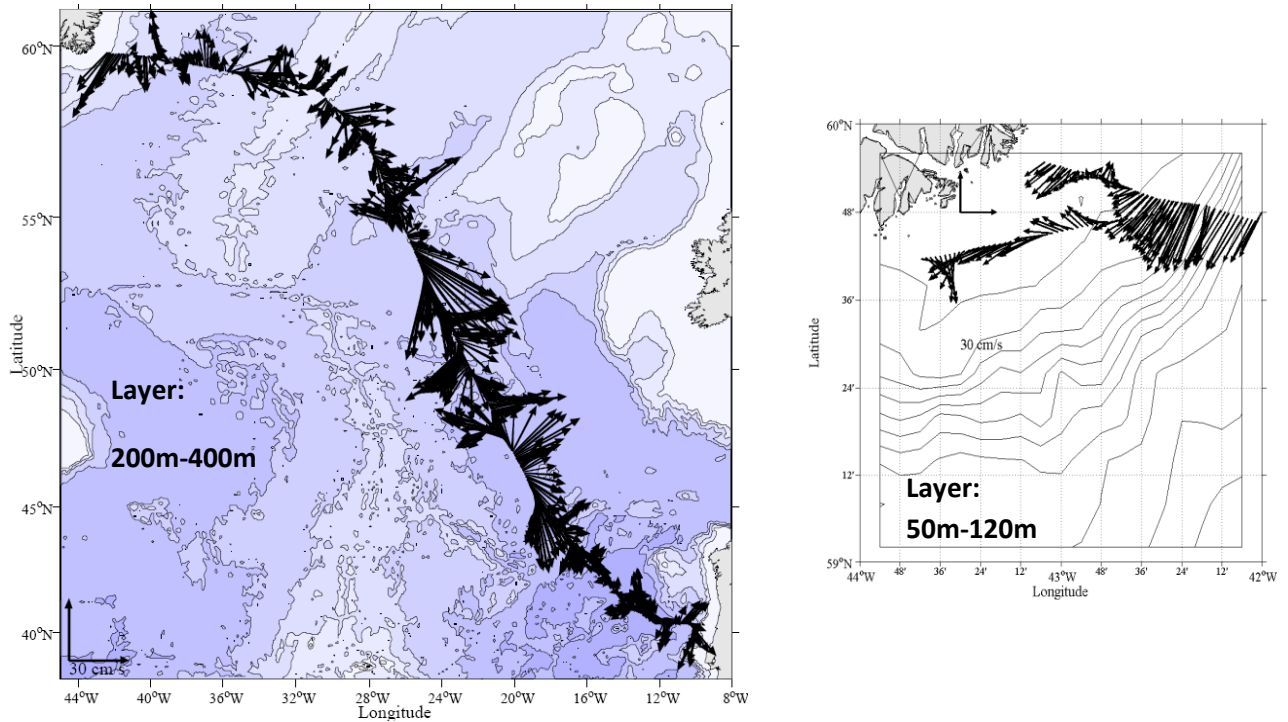 60°N
55°N
50°N
45°N
40°N
Latitude
Layer:
200m-400m
30 cm/s
44°W 40°W 36°W 32°W 28°W 24°W 20°W 16°W 12°W 8°W
Longitude
60°N
48'
36'
24'
12'
59°N
Latitude
30 cm/s
Layer:
50m-120m
44°W 48' 36' 24' 12' 43°W 48' 36' 24' 12' 42°W
Longitude